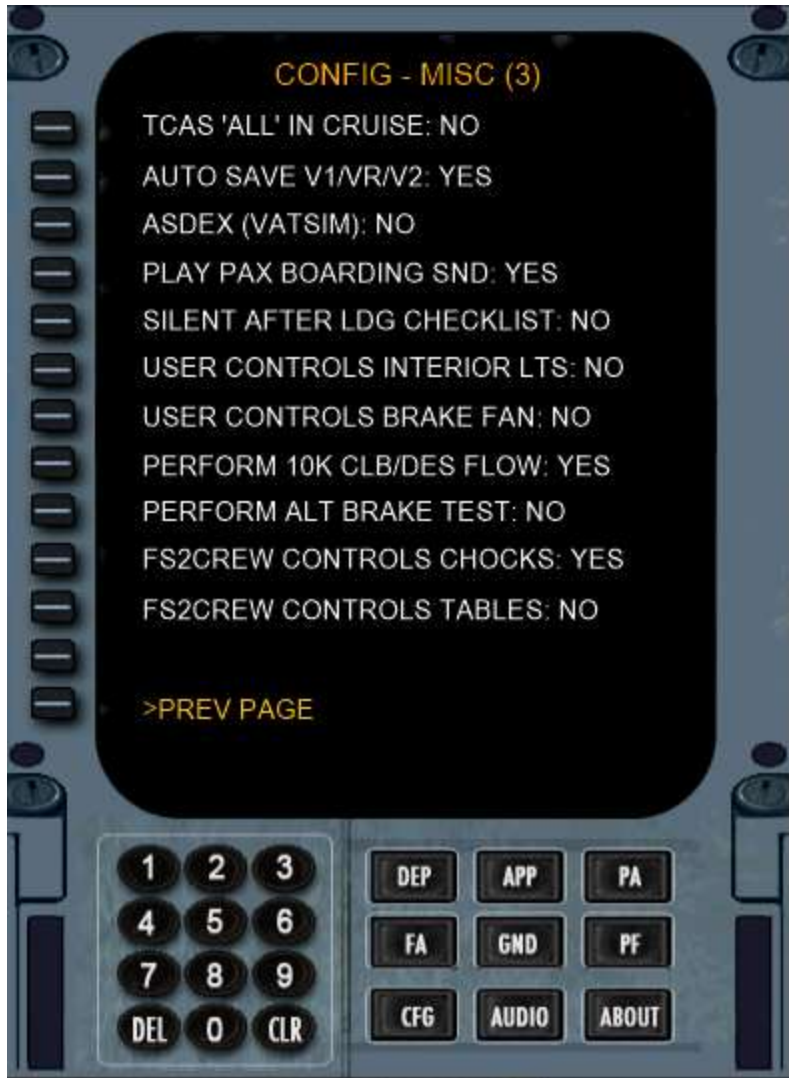 CONFIG - MISC (3)
TCAS 'ALL' IN CRUISE: NO
AUTO SAVE V1/VR/V2: YES
ASDEX (VATSIM): NO
PLAY PAX BOARDING SND: YES
SILENT AFTER LDG CHECKLIST: NO
USER CONTROLS INTERIOR LTS: NO
USER CONTROLS BRAKE FAN: NO
PERFORM 10K CLB/DES FLOW: YES
PERFORM ALT BRAKE TEST: NO
FS2CREW CONTROLS CHOCKS: YES
FS2CREW CONTROLS TABLES: NO
>PREV PAGE
1 2 3
4 5 6
7 8 9
DEL 0 CLR
DEP APP PA
FA GND PF
CFG AUDIO ABOUT